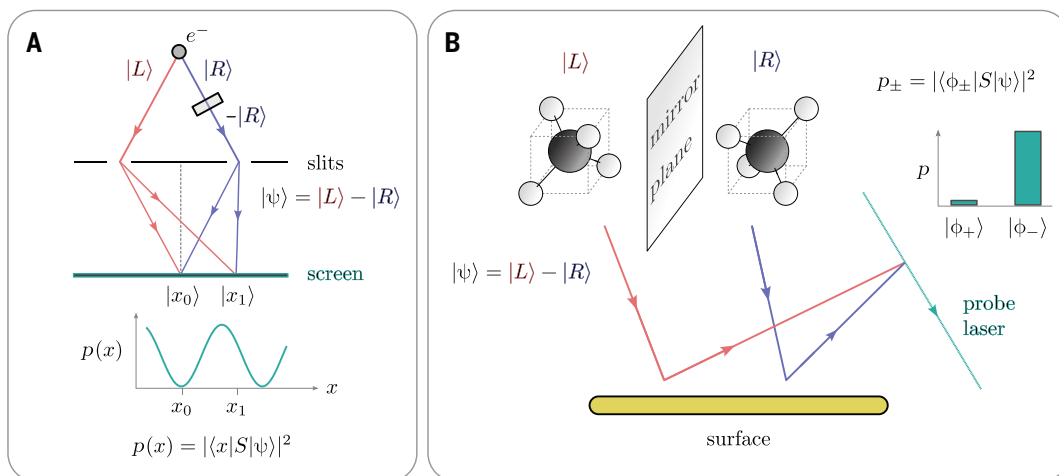 A
e⁻
|L⟩
|R⟩
–|R⟩
slits
|ψ⟩ = |L⟩ − |R⟩
screen
|x₀⟩
|x₁⟩
p(x)
x
x₀
x₁
p(x) = |⟨x|S|ψ⟩|²
B
|L⟩
|R⟩
mirror
plane
p± = |⟨ϕ±|S|ψ⟩|²
p
|ϕ₊⟩
|ϕ₋⟩
|ψ⟩ = |L⟩ − |R⟩
probe
laser
surface